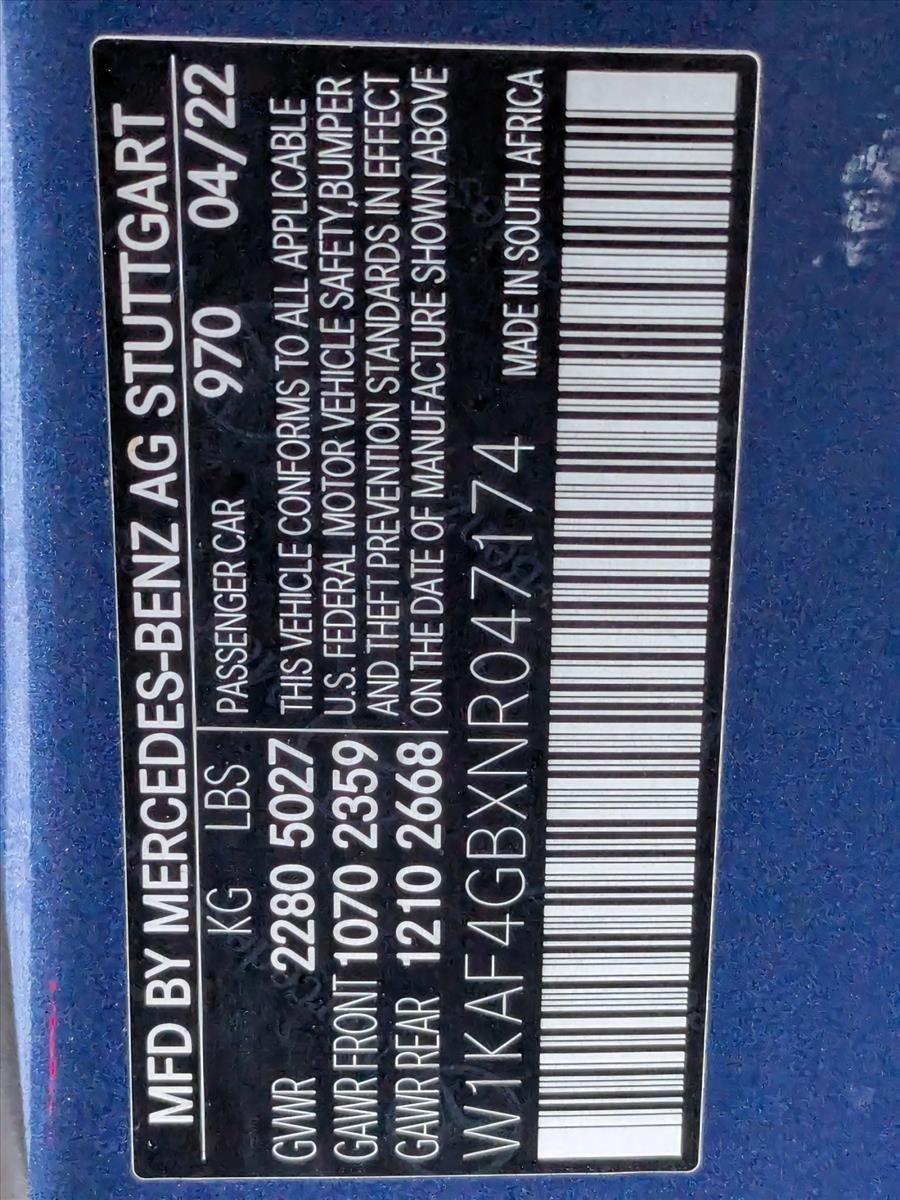 MFD BY MERCEDES-BENZ AG STUTTGART
KG LBS
GVWR 2280 5027
GAWR FRONT 1070 2359
GAWR REAR 1210 2668
PASSENGER CAR 970 04/22
THIS VEHICLE CONFORMS TO ALL APPLICABLE
U.S. FEDERAL MOTOR VEHICLE SAFETY,BUMPER
AND THEFT PREVENTION STANDARDS IN EFFECT
ON THE DATE OF MANUFACTURE SHOWN ABOVE
W1KAF4GBXNR047174 MADE IN SOUTH AFRICA